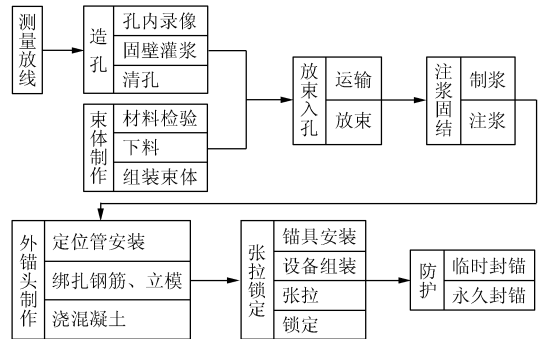 测量放线
造孔
孔内录像
固壁灌浆
清孔
束体制作
材料检验
下料
组装束体
放束入孔
运输
放束
注浆固结
制浆
注浆
外锚头制作
定位管安装
绑扎钢筋、立模
浇混凝土
张拉锁定
锚具安装
设备组装
张拉
锁定
防护
临时封锚
永久封锚